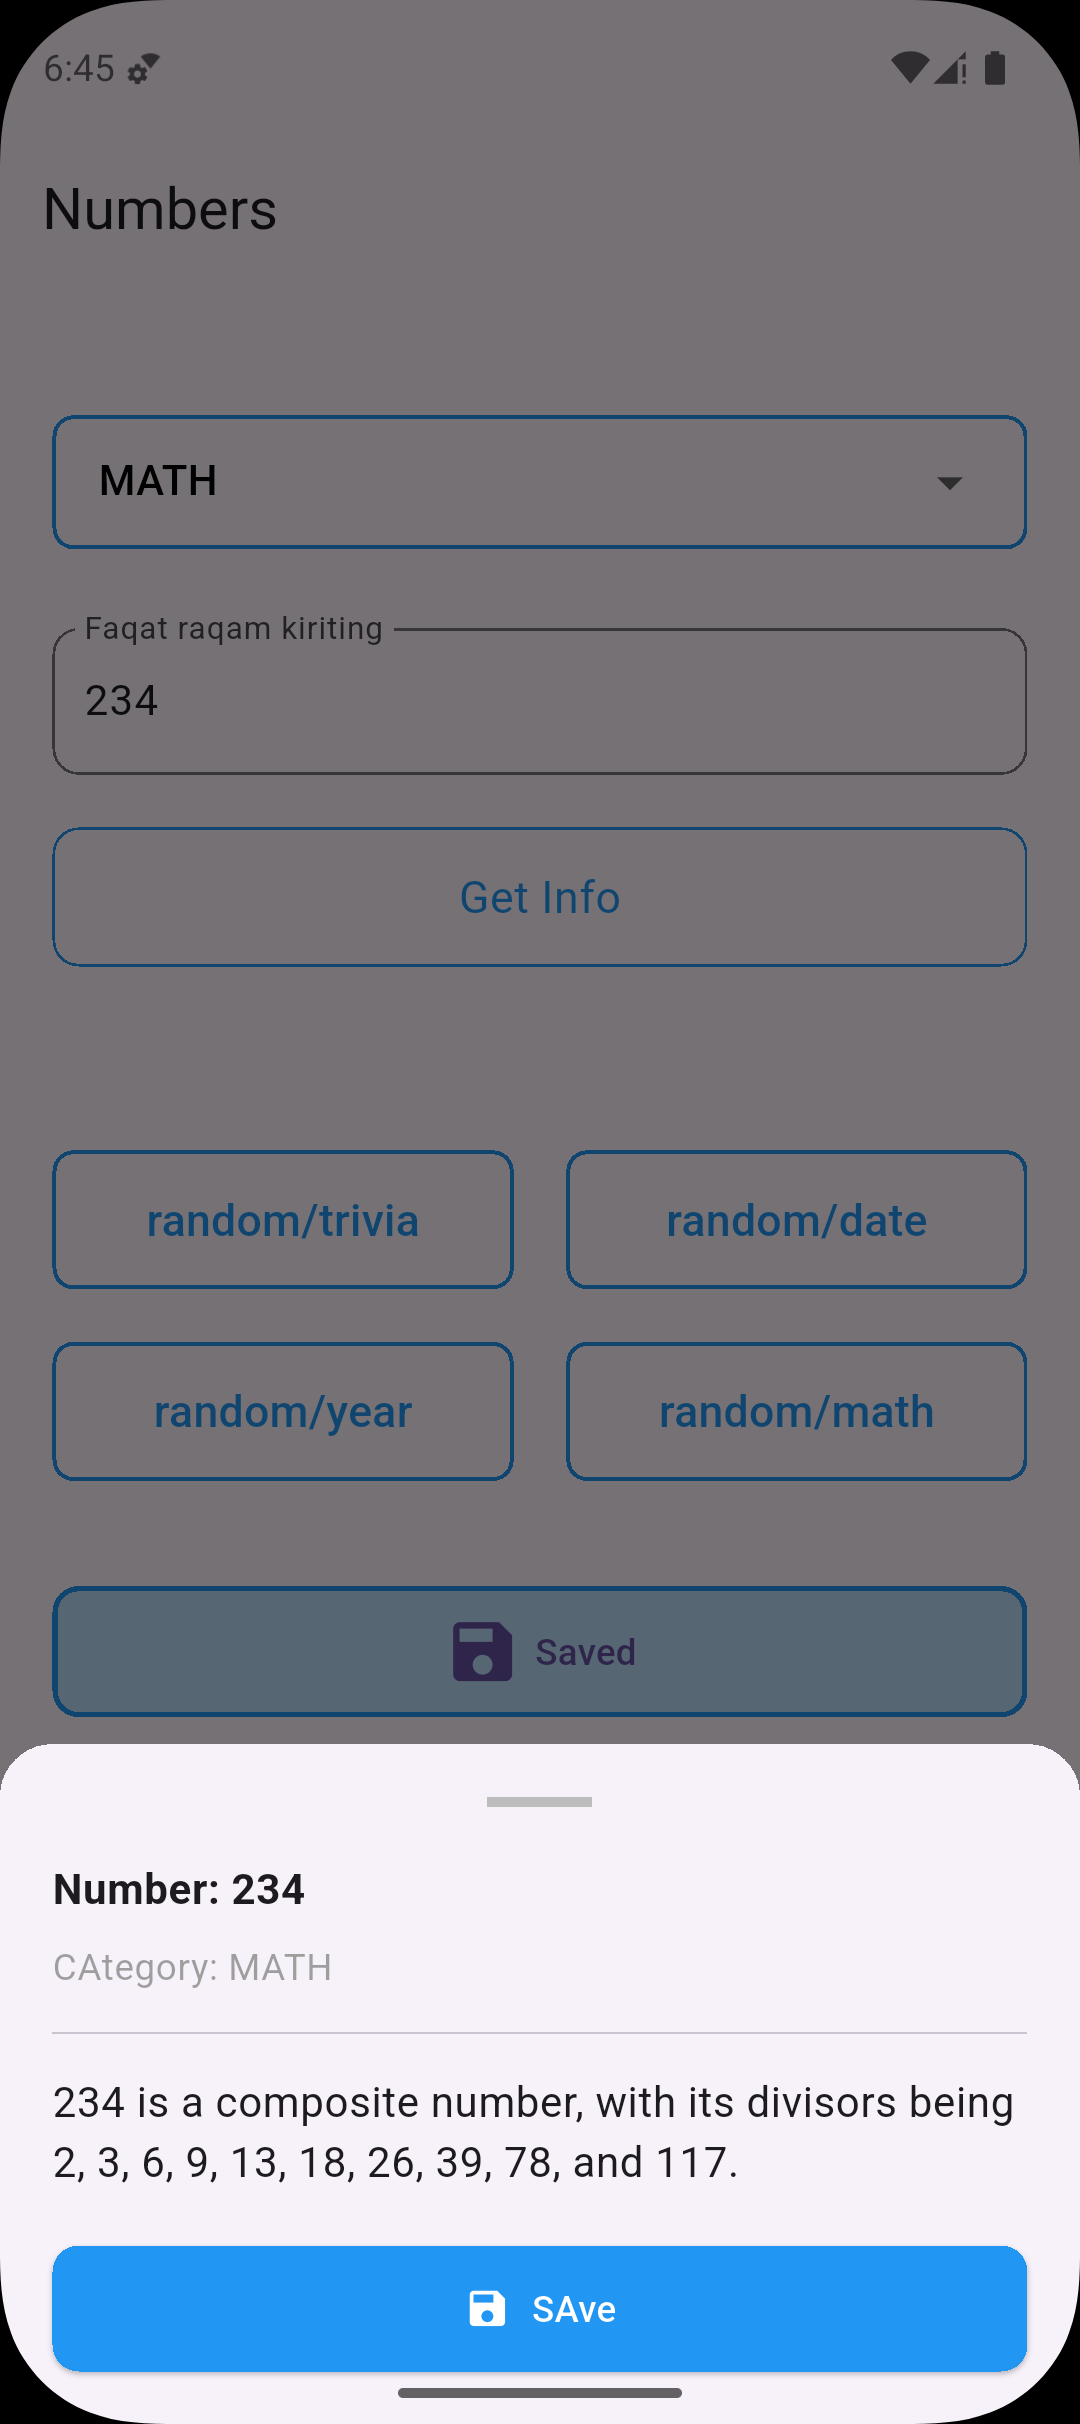 6:45
Numbers
MATH
Faqat raqam kiriting
234
Get Info
random/trivia
random/date
random/year
random/math
Saved
Number: 234
CAtegory: MATH
234 is a composite number, with its divisors being
2, 3, 6, 9, 13, 18, 26, 39, 78, and 117.
SAve